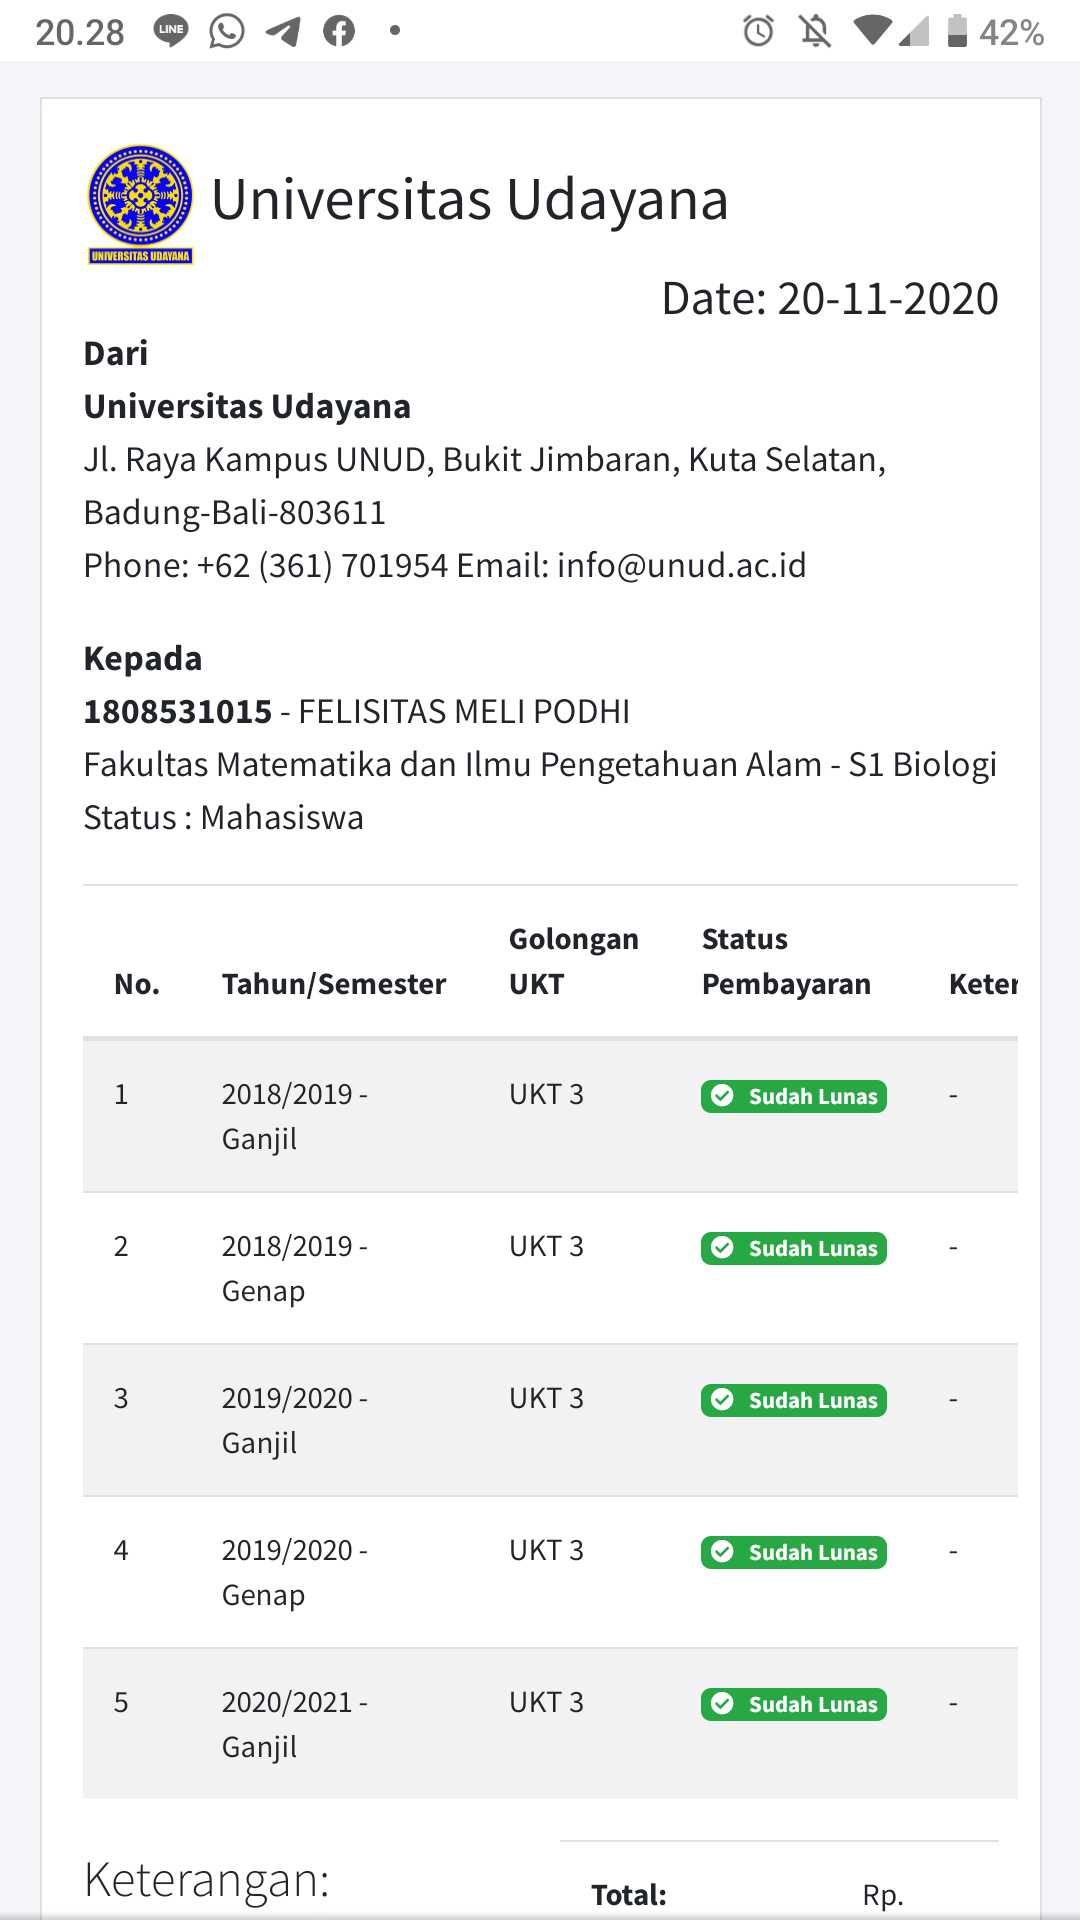 20.28 LINE 42%
UNIVERSITAS UDAYANA
Universitas Udayana
Date: 20-11-2020
Dari
Universitas Udayana
Jl. Raya Kampus UNUD, Bukit Jimbaran, Kuta Selatan,
Badung-Bali-803611
Phone: +62 (361) 701954 Email: info@unud.ac.id
Kepada
1808531015 - FELISITAS MELI PODHI
Fakultas Matematika dan Ilmu Pengetahuan Alam - S1 Biologi
Status : Mahasiswa
Golongan Status
No. Tahun/Semester UKT Pembayaran Keter
1 2018/2019 - UKT 3 Sudah Lunas -
Ganjil
2 2018/2019 - UKT 3 Sudah Lunas -
Genap
3 2019/2020 - UKT 3 Sudah Lunas -
Ganjil
4 2019/2020 - UKT 3 Sudah Lunas -
Genap
5 2020/2021 - UKT 3 Sudah Lunas -
Ganjil
Keterangan:
Total: Rp.